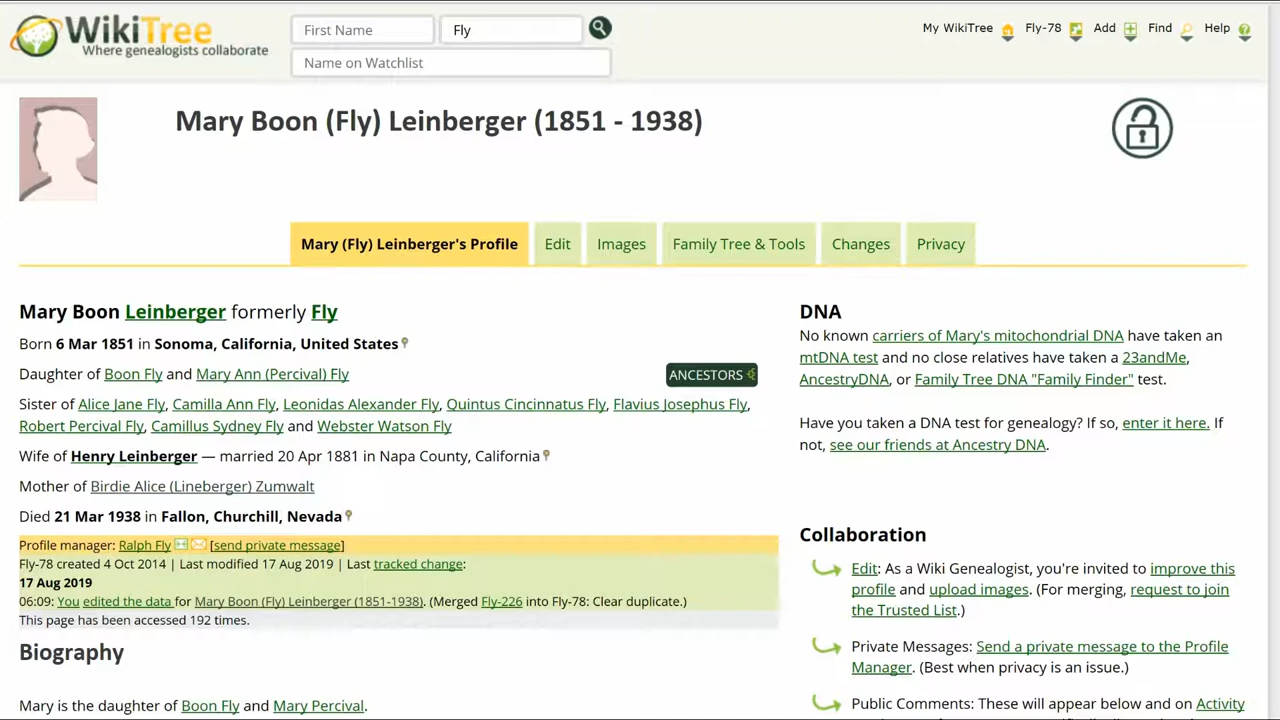 WikiTree
Where genealogists collaborate
First Name
Fly
Name on Watchlist
My WikiTree Fly-78 Add Find Help
Mary Boon (Fly) Leinberger (1851 - 1938)
Mary (Fly) Leinberger's Profile Edit Images Family Tree & Tools Changes Privacy
Mary Boon Leinberger formerly Fly
Born 6 Mar 1851 in Sonoma, California, United States
Daughter of Boon Fly and Mary Ann (Percival) Fly
ANCESTORS
Sister of Alice Jane Fly, Camilla Ann Fly, Leonidas Alexander Fly, Quintus Cincinnatus Fly, Flavius Josephus Fly,
Robert Percival Fly, Camillus Sydney Fly and Webster Watson Fly
Wife of Henry Leinberger — married 20 Apr 1881 in Napa County, California
Mother of Birdie Alice (Lineberger) Zumwalt
Died 21 Mar 1938 in Fallon, Churchill, Nevada
Profile manager: Ralph Fly [send private message]
Fly-78 created 4 Oct 2014 | Last modified 17 Aug 2019 | Last tracked change:
17 Aug 2019
06:09: You edited the data for Mary Boon (Fly) Leinberger (1851-1938). (Merged Fly-226 into Fly-78: Clear duplicate.)
This page has been accessed 192 times.
Biography
Mary is the daughter of Boon Fly and Mary Percival.
DNA
No known carriers of Mary's mitochondrial DNA have taken an
mtDNA test and no close relatives have taken a 23andMe,
AncestryDNA, or Family Tree DNA "Family Finder" test.
Have you taken a DNA test for genealogy? If so, enter it here. If
not, see our friends at Ancestry DNA.
Collaboration
Edit: As a Wiki Genealogist, you're invited to improve this
profile and upload images. (For merging, request to join
the Trusted List.)
Private Messages: Send a private message to the Profile
Manager. (Best when privacy is an issue.)
Public Comments: These will appear below and on Activity